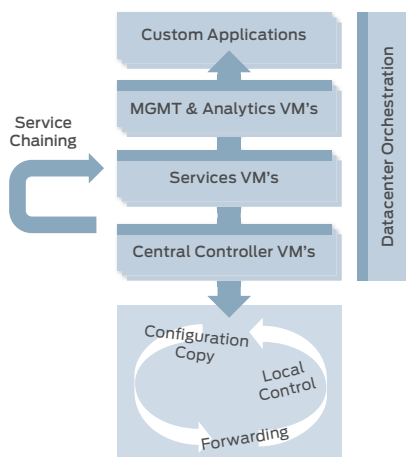 Custom Applications
MGMT & Analytics VM's
Service
Chaining
Services VM's
Central Controller VM's
Datacenter Orchestration
Configuration
Copy
Local
Control
Forwarding